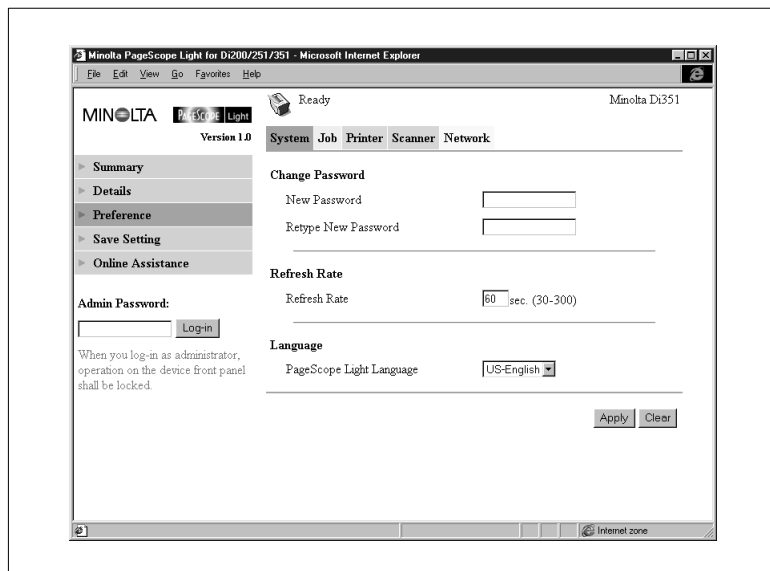 Minolta PageScope Light for Di200/251/351 - Microsoft Internet Explorer
File Edit View Go Favorites Help
MINOLTA PAGESCOPE Light
Version 1.0
Ready
Minolta Di351
System Job Printer Scanner Network
Summary
Details
Preference
Save Setting
Online Assistance
Admin Password:
Log-in
When you log-in as administrator,
operation on the device front panel
shall be locked.
Change Password
New Password
Retype New Password
Refresh Rate
Refresh Rate 60 sec. (30-300)
Language
PageScope Light Language US-English
Apply Clear
Internet zone